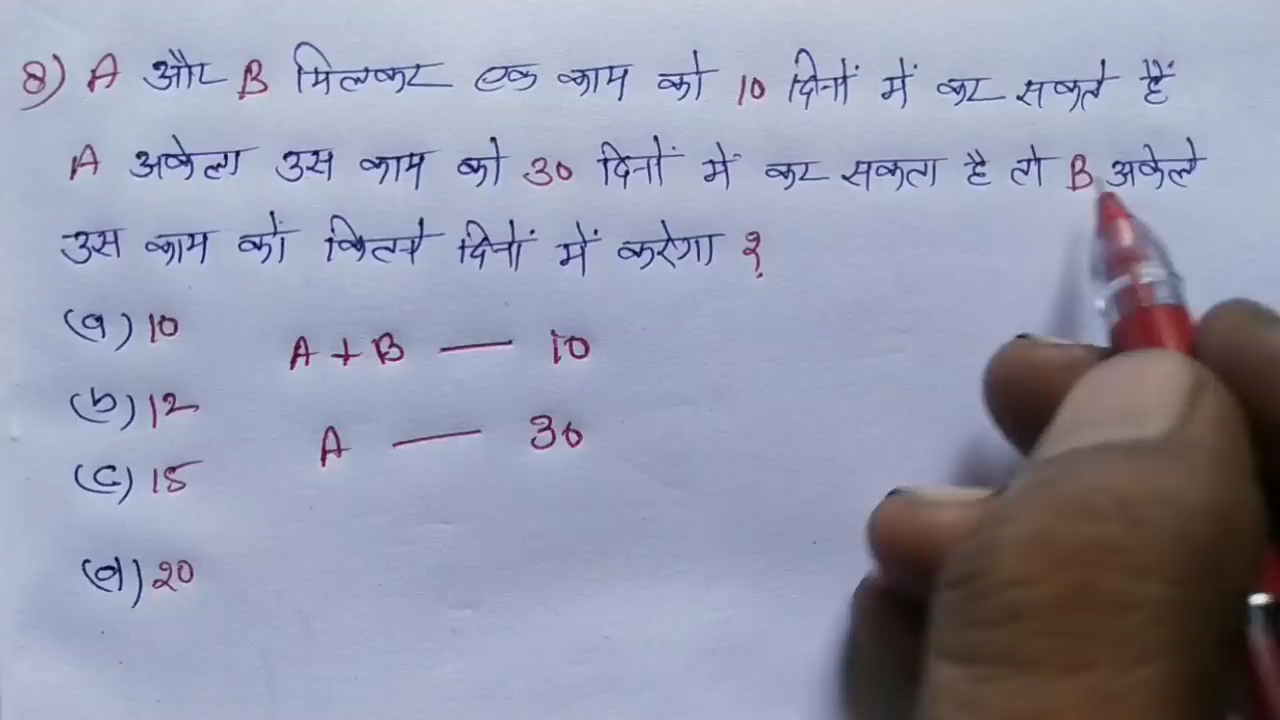 8) A और B मिलकर एक काम को 10 दिनों में कर सकते हैं
A अकेला उस काम को 30 दिनों में कर सकता है तो B अकेले
उस काम को कितने दिनों में करेगा ?
(a) 10
(b) 12
(c) 15
(d) 20
A + B — 10
A — 30